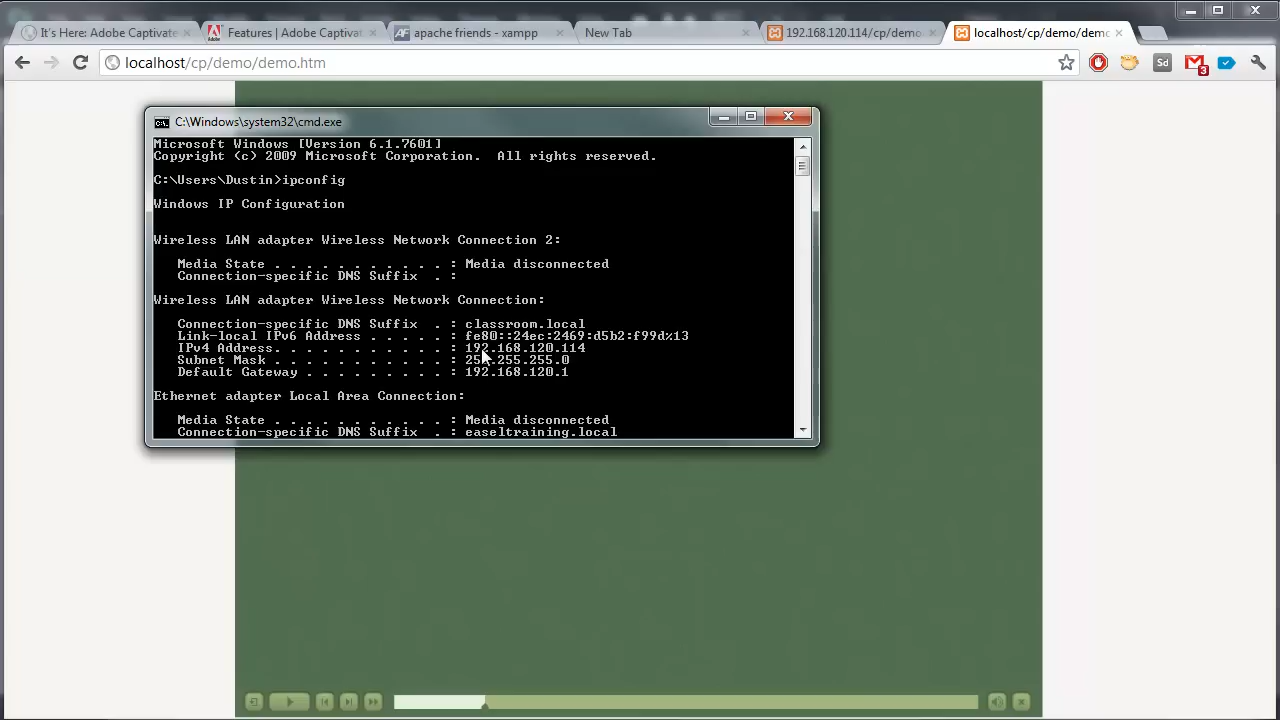 It's Here: Adobe Captivate
Features | Adobe Captivat
apache friends - xampp
New Tab
192.168.120.114/cp/demo
localhost/cp/demo/demo
localhost/cp/demo/demo.htm
Sd
3
C:\Windows\system32\cmd.exe
Microsoft Windows [Version 6.1.7601]
Copyright (c) 2009 Microsoft Corporation. All rights reserved.
C:\Users\Dustin>ipconfig
Windows IP Configuration
Wireless LAN adapter Wireless Network Connection 2:
Media State . . . . . . . . . . . : Media disconnected
Connection-specific DNS Suffix . :
Wireless LAN adapter Wireless Network Connection:
Connection-specific DNS Suffix . : classroom.local
Link-local IPv6 Address . . . . . : fe80::24ec:2469:d5b2:f99d%13
IPv4 Address. . . . . . . . . . . : 192.168.120.114
Subnet Mask . . . . . . . . . . . : 255.255.255.0
Default Gateway . . . . . . . . . : 192.168.120.1
Ethernet adapter Local Area Connection:
Media State . . . . . . . . . . . : Media disconnected
Connection-specific DNS Suffix . : easeltraining.local